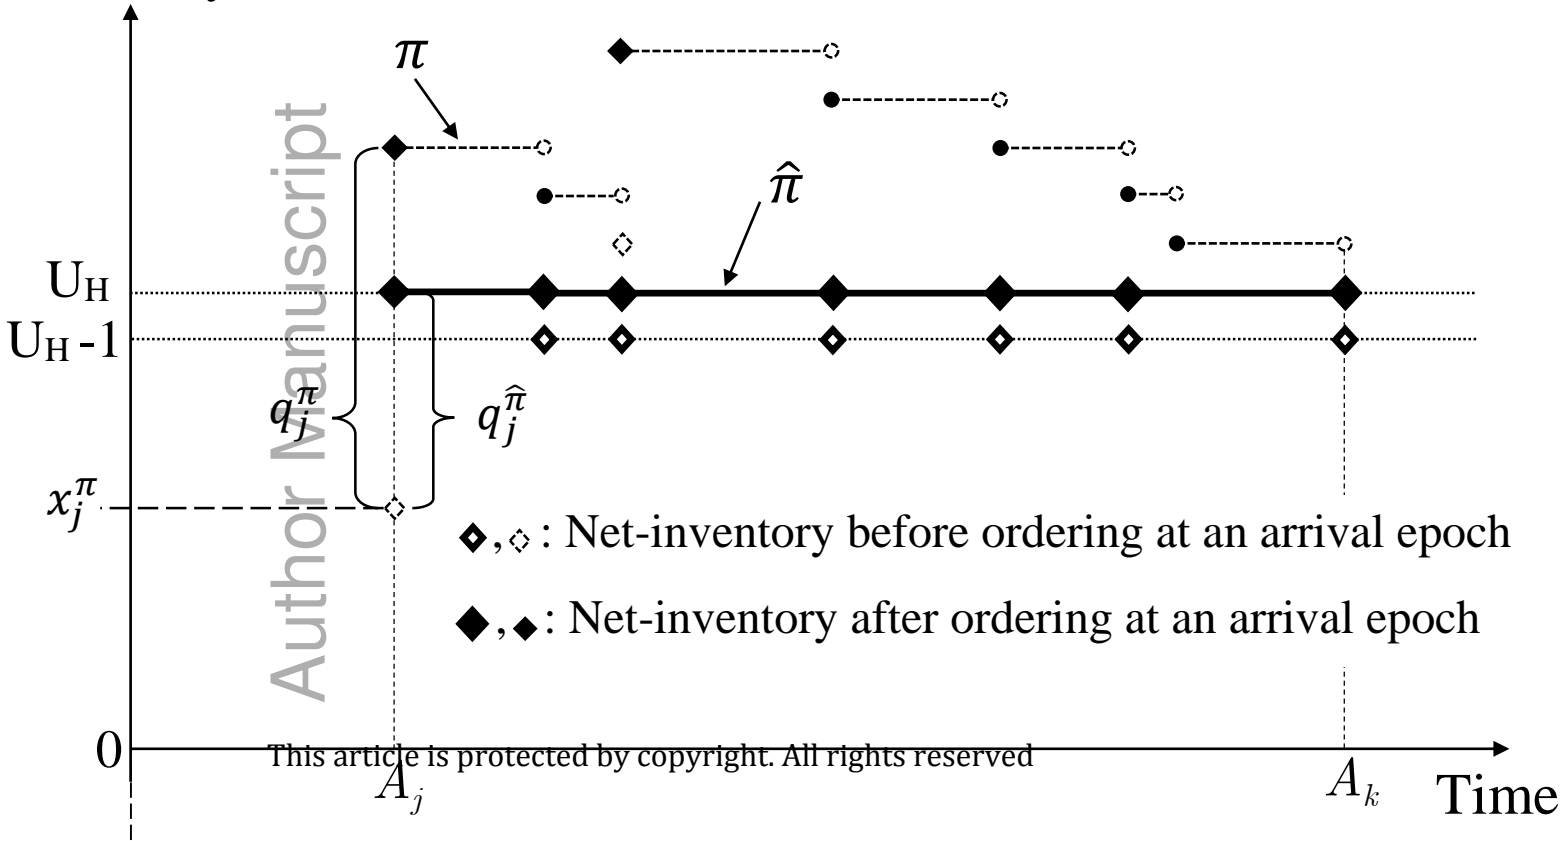 π
π̂
U_H
U_H -1
q_j^π
q_j^π̂
x_j^π
: Net-inventory before ordering at an arrival epoch
: Net-inventory after ordering at an arrival epoch
Author Manuscript
0
This article is protected by copyright. All rights reserved
A_j
A_k
Time